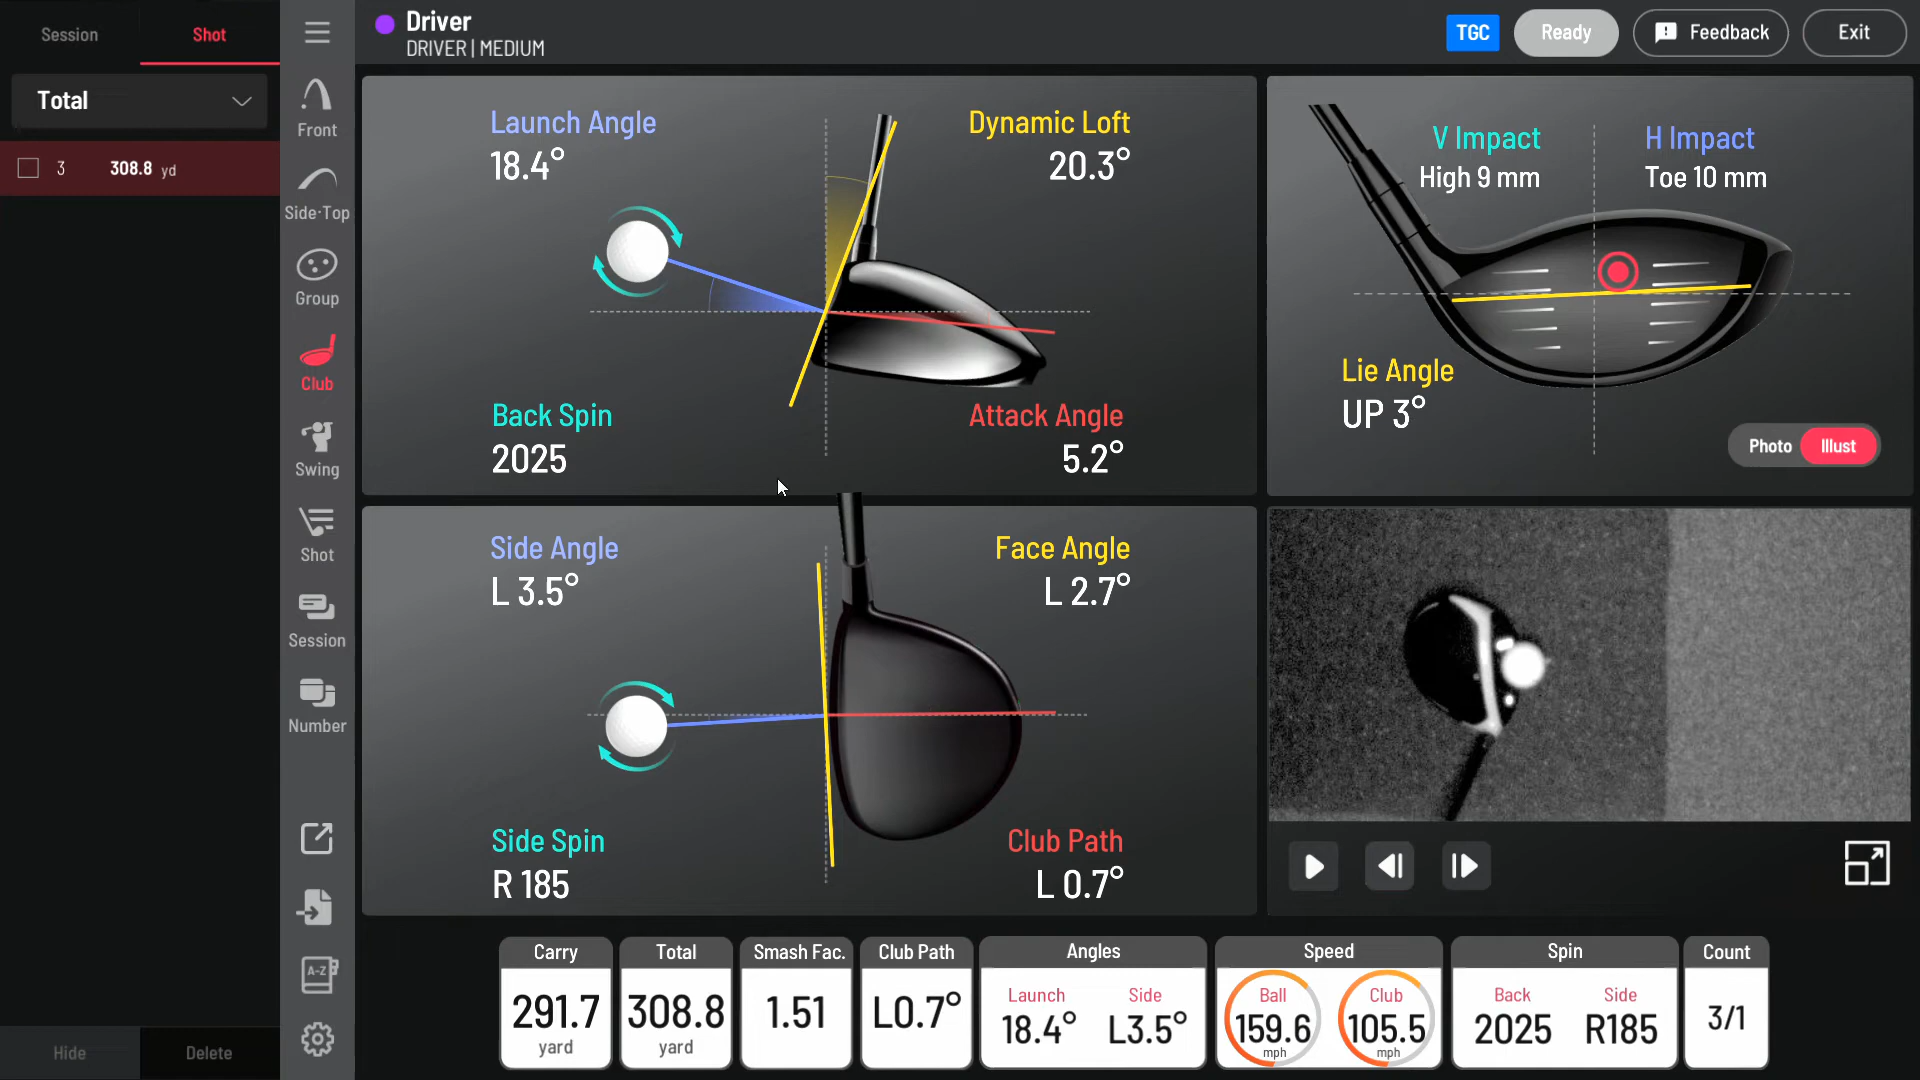 Session
Shot
Total
3 308.8 yd
Hide
Delete
Front
Side·Top
Group
Club
Swing
Shot
Session
Number
A-Z
Driver
DRIVER | MEDIUM
TGC
Ready
Feedback
Exit
Launch Angle
18.4°
Dynamic Loft
20.3°
Back Spin
2025
Attack Angle
5.2°
V Impact
High 9 mm
H Impact
Toe 10 mm
Lie Angle
UP 3°
Photo
Illust
Side Angle
L 3.5°
Face Angle
L 2.7°
Side Spin
R 185
Club Path
L 0.7°
Carry
291.7
yard
Total
308.8
yard
Smash Fac.
1.51
Club Path
L0.7°
Angles
Launch
18.4°
Side
L3.5°
Speed
Ball
159.6
mph
Club
105.5
mph
Spin
Back
2025
Side
R185
Count
3/1